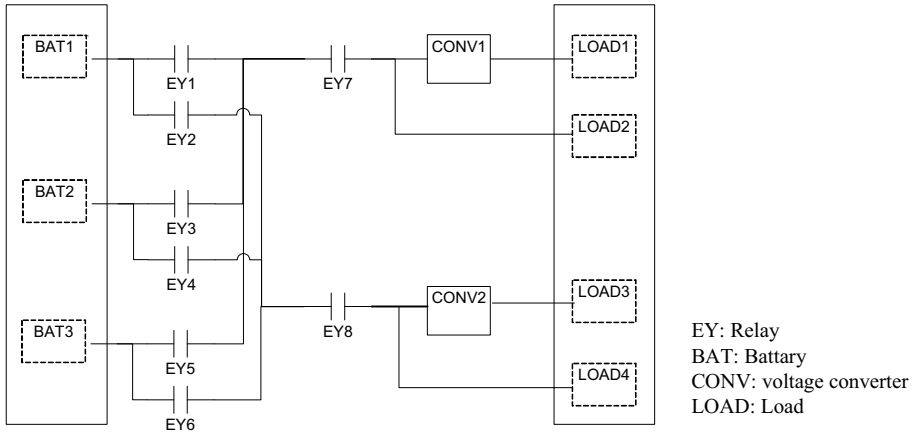 BAT1
EY1
EY2
EY7
CONV1
LOAD1
LOAD2
BAT2
EY3
EY4
BAT3
EY5
EY6
EY8
CONV2
LOAD3
LOAD4
EY: Relay
BAT: Battary
CONV: voltage converter
LOAD: Load